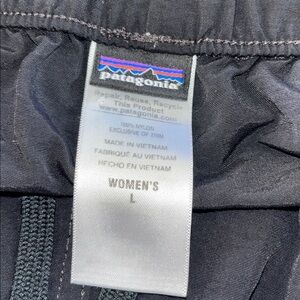 patagonia
Repair, Reuse, Recycle
This Product
www.patagonia.com
100% NYLON
EXCLUSIVE OF TRIM
MADE IN VIETNAM
FABRIQUÉ AU VIETNAM
HECHO EN VIETNAM
WOMEN'S
L